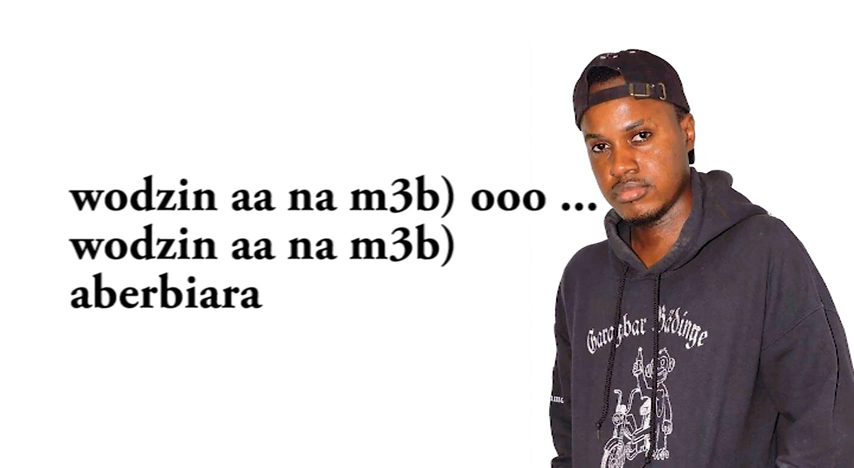 wodzin aa na m3b) ooo ...
wodzin aa na m3b)
aberbiara